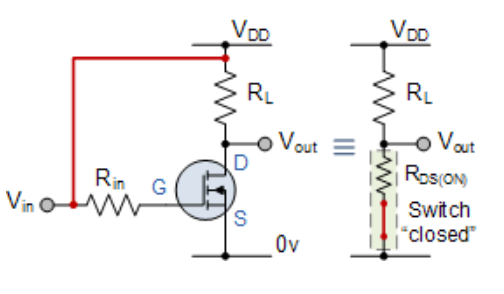 VDD
RL
Vout
D
Rin
G
Vin
S
0v
≡
VDD
RL
Vout
RDS(ON)
Switch
"closed"